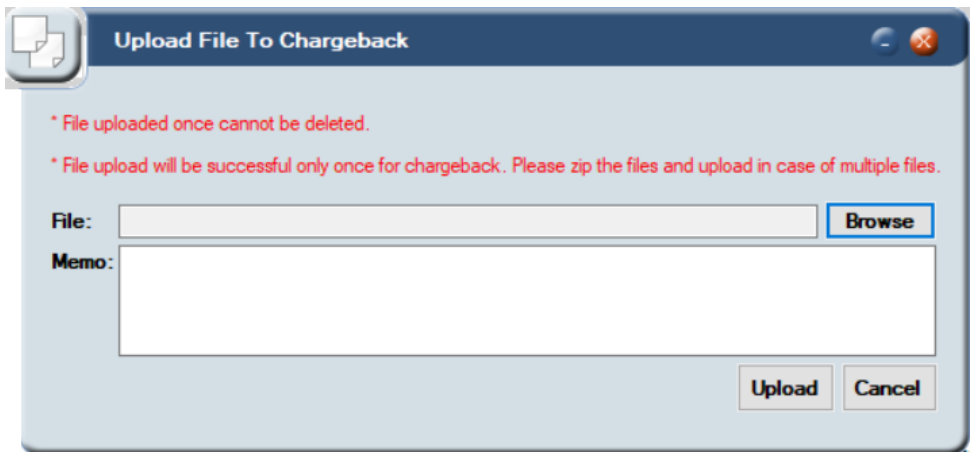 Upload File To Chargeback
* File uploaded once cannot be deleted.
* File upload will be successful only once for chargeback. Please zip the files and upload in case of multiple files.
File: Browse
Memo:
Upload Cancel